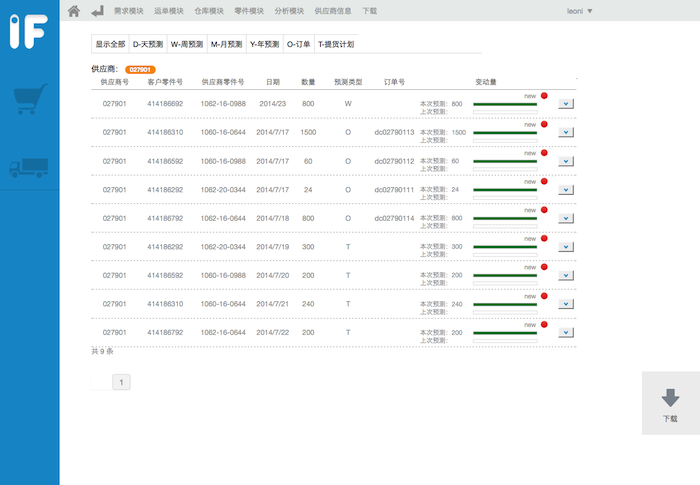 iF
需求模块 运单模块 仓库模块 零件模块 分析模块 供应商信息 下载 leoni ▼
显示全部 D-天预测 W-周预测 M-月预测 Y-年预测 O-订单 T-提货计划
供应商: 027901
供应商号 客户零件号 供应商零件号 日期 数量 预测类型 订单号 变动量
new
027901 414186692 1062-16-0988 2014/23 800 W 本次预测: 800
上次预测:
new
027901 414186310 1060-16-0644 2014/7/17 1500 O dc02790113 本次预测: 1500
上次预测:
new
027901 414186592 1060-16-0988 2014/7/17 60 O dc02790112 本次预测: 60
上次预测:
new
027901 414186292 1062-20-0344 2014/7/17 24 O dc02790111 本次预测: 24
上次预测:
new
027901 414186792 1062-16-0644 2014/7/18 800 O dc02790114 本次预测: 800
上次预测:
new
027901 414186292 1062-20-0344 2014/7/19 300 T 本次预测: 300
上次预测:
new
027901 414186592 1060-16-0988 2014/7/20 200 T 本次预测: 200
上次预测:
new
027901 414186310 1060-16-0644 2014/7/21 240 T 本次预测: 240
上次预测:
new
027901 414186792 1062-16-0644 2014/7/22 200 T 本次预测: 200
上次预测:
共 9 条
1
下载